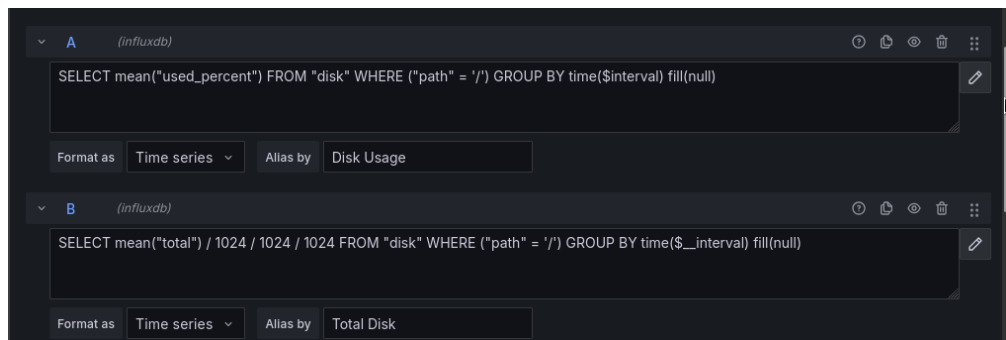 A (influxdb)
SELECT mean("used_percent") FROM "disk" WHERE ("path" = '/') GROUP BY time($interval) fill(null)
Format as Time series Alias by Disk Usage
B (influxdb)
SELECT mean("total") / 1024 / 1024 / 1024 FROM "disk" WHERE ("path" = '/') GROUP BY time($__interval) fill(null)
Format as Time series Alias by Total Disk